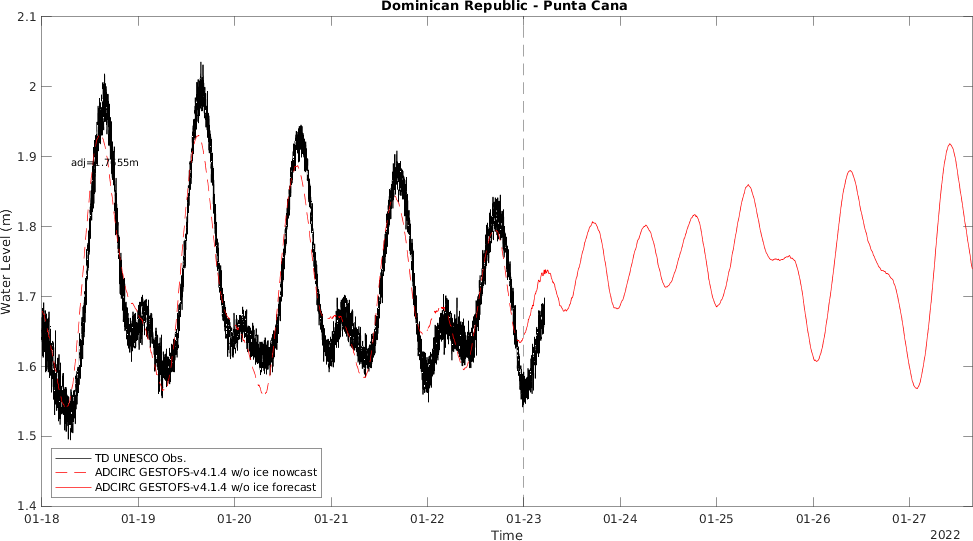 Dominican Republic - Punta Cana
2.1
2
1.9
1.8
1.7
1.6
1.5
1.4
Water Level (m)
adj=1.7555m
TD UNESCO Obs.
ADCIRC GESTOFS-v4.1.4 w/o ice nowcast
ADCIRC GESTOFS-v4.1.4 w/o ice forecast
01-18 01-19 01-20 01-21 01-22 01-23 01-24 01-25 01-26 01-27
Time
2022